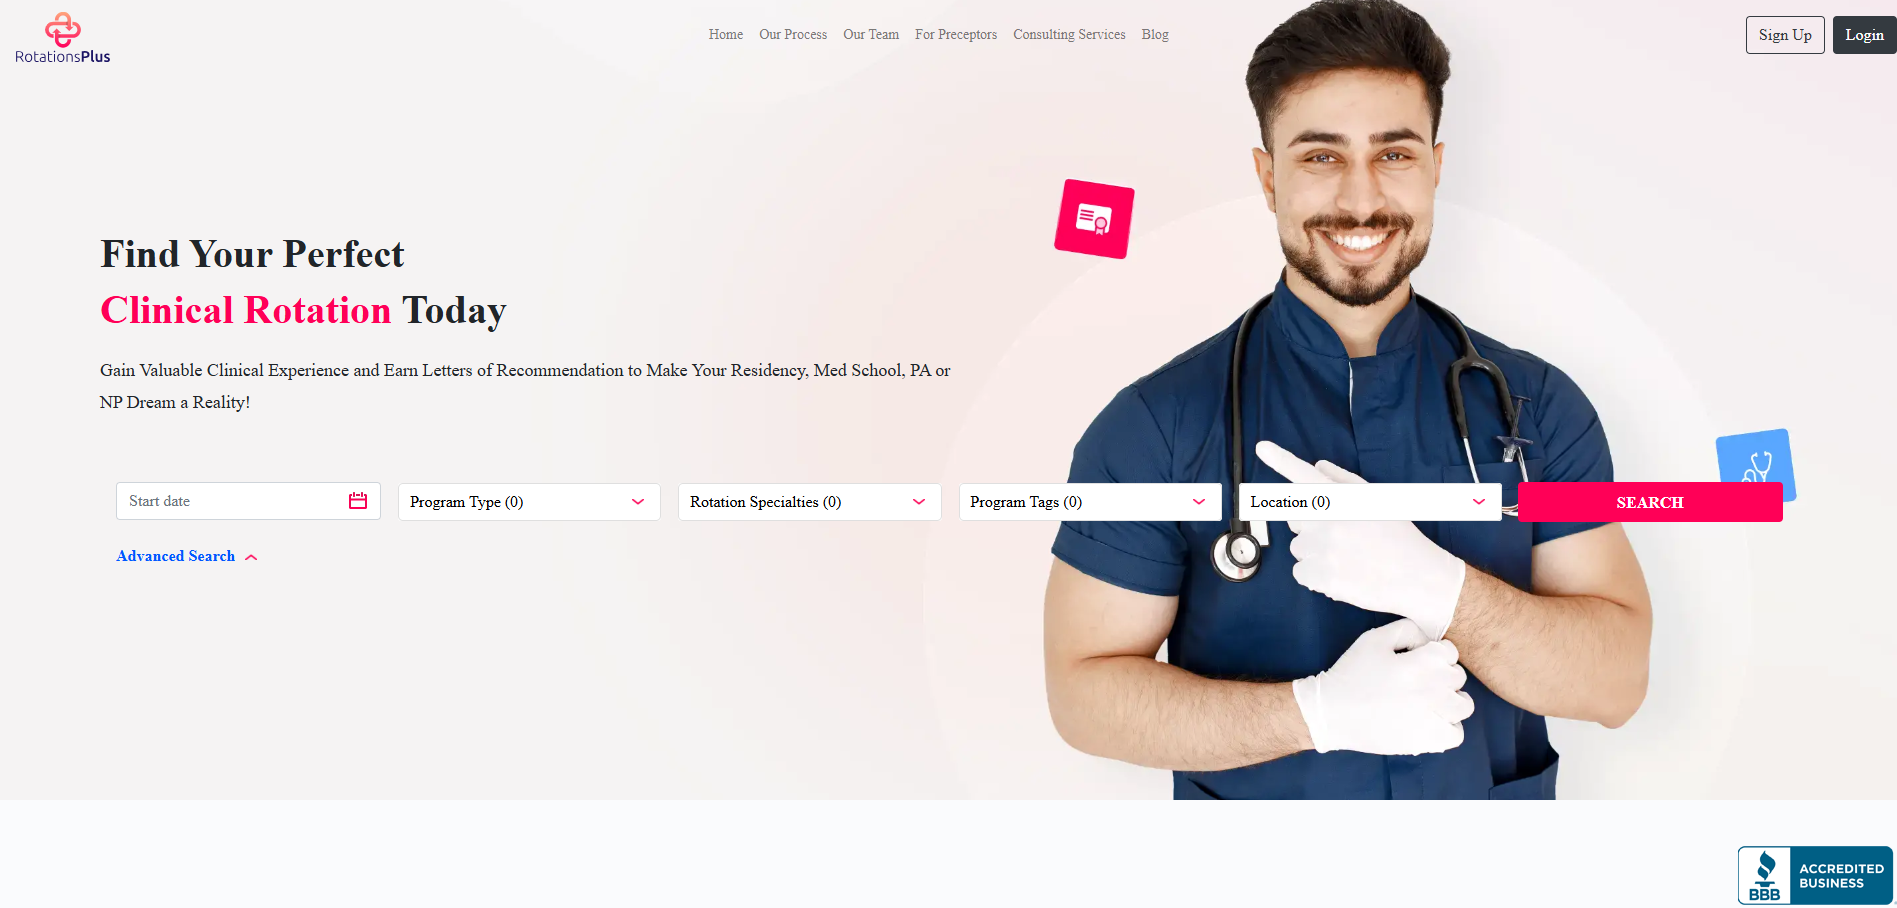 RotationsPlus
Home
Our Process
Our Team
For Preceptors
Consulting Services
Blog
Sign Up
Login
Find Your Perfect
Clinical Rotation Today
Gain Valuable Clinical Experience and Earn Letters of Recommendation to Make Your Residency, Med School, PA or
NP Dream a Reality!
Start date
Program Type (0)
Rotation Specialties (0)
Program Tags (0)
Location (0)
SEARCH
Advanced Search
BBB
ACCREDITED
BUSINESS